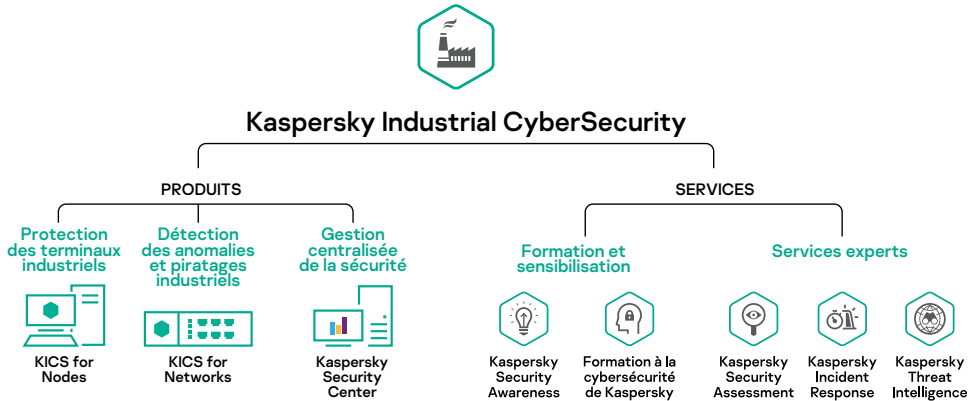 Kaspersky Industrial CyberSecurity
PRODUITS
Protection
des terminaux
industriels
KICS for
Nodes
Détection
des anomalies
et piratages
industriels
KICS for
Networks
Gestion
centralisée
de la sécurité
Kaspersky
Security
Center
SERVICES
Formation et
sensibilisation
Kaspersky
Security
Awareness
Formation à la
cybersécurité
de Kaspersky
Services experts
Kaspersky
Security
Assessment
Kaspersky
Incident
Response
Kaspersky
Threat
Intelligence